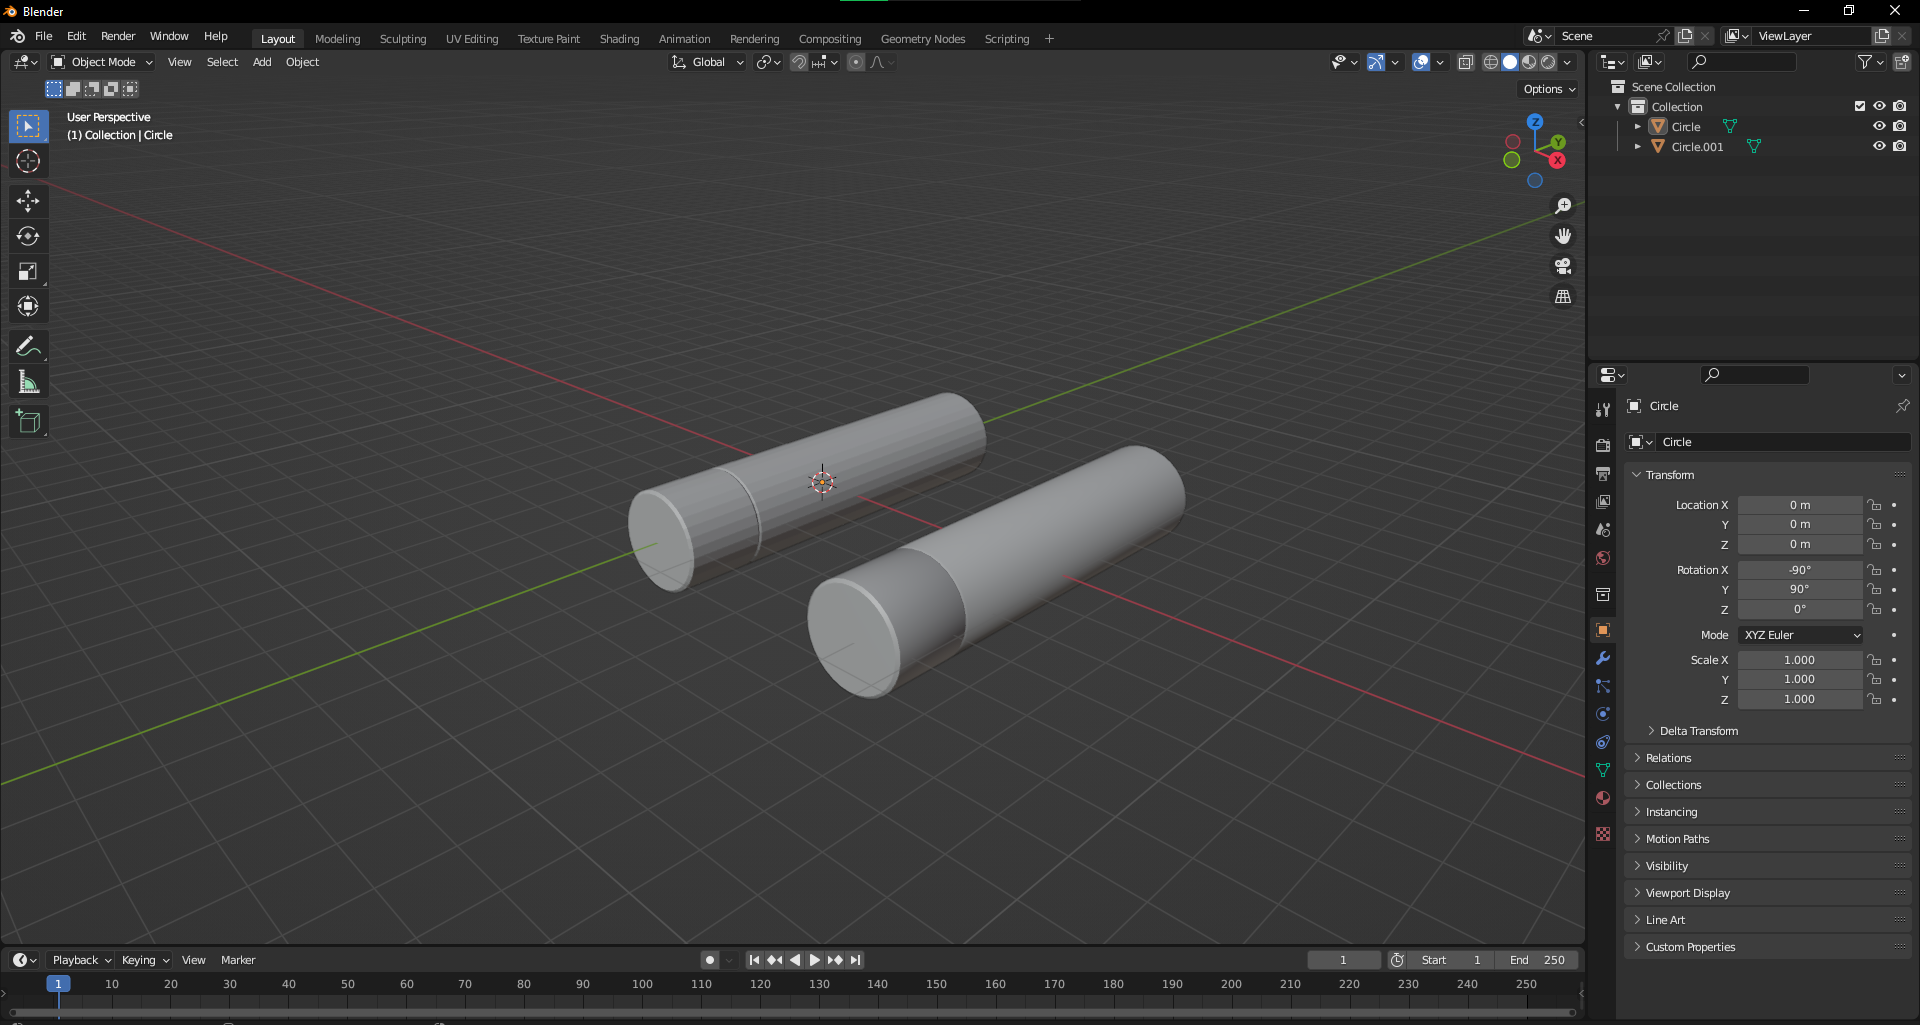 Blender
File Edit Render Window Help
Layout Modeling Sculpting UV Editing Texture Paint Shading Animation Rendering Compositing Geometry Nodes Scripting +
Scene
ViewLayer
Object Mode View Select Add Object
Global
Options
User Perspective
(1) Collection | Circle
Z
Y
X
Scene Collection
Collection
Circle
Circle.001
Circle
Circle
Transform
Location X 0 m
Y 0 m
Z 0 m
Rotation X -90°
Y 90°
Z 0°
Mode XYZ Euler
Scale X 1.000
Y 1.000
Z 1.000
Delta Transform
Relations
Collections
Instancing
Motion Paths
Visibility
Viewport Display
Line Art
Custom Properties
Playback Keying View Marker
1
Start 1
End 250
1 10 20 30 40 50 60 70 80 90 100 110 120 130 140 150 160 170 180 190 200 210 220 230 240 250